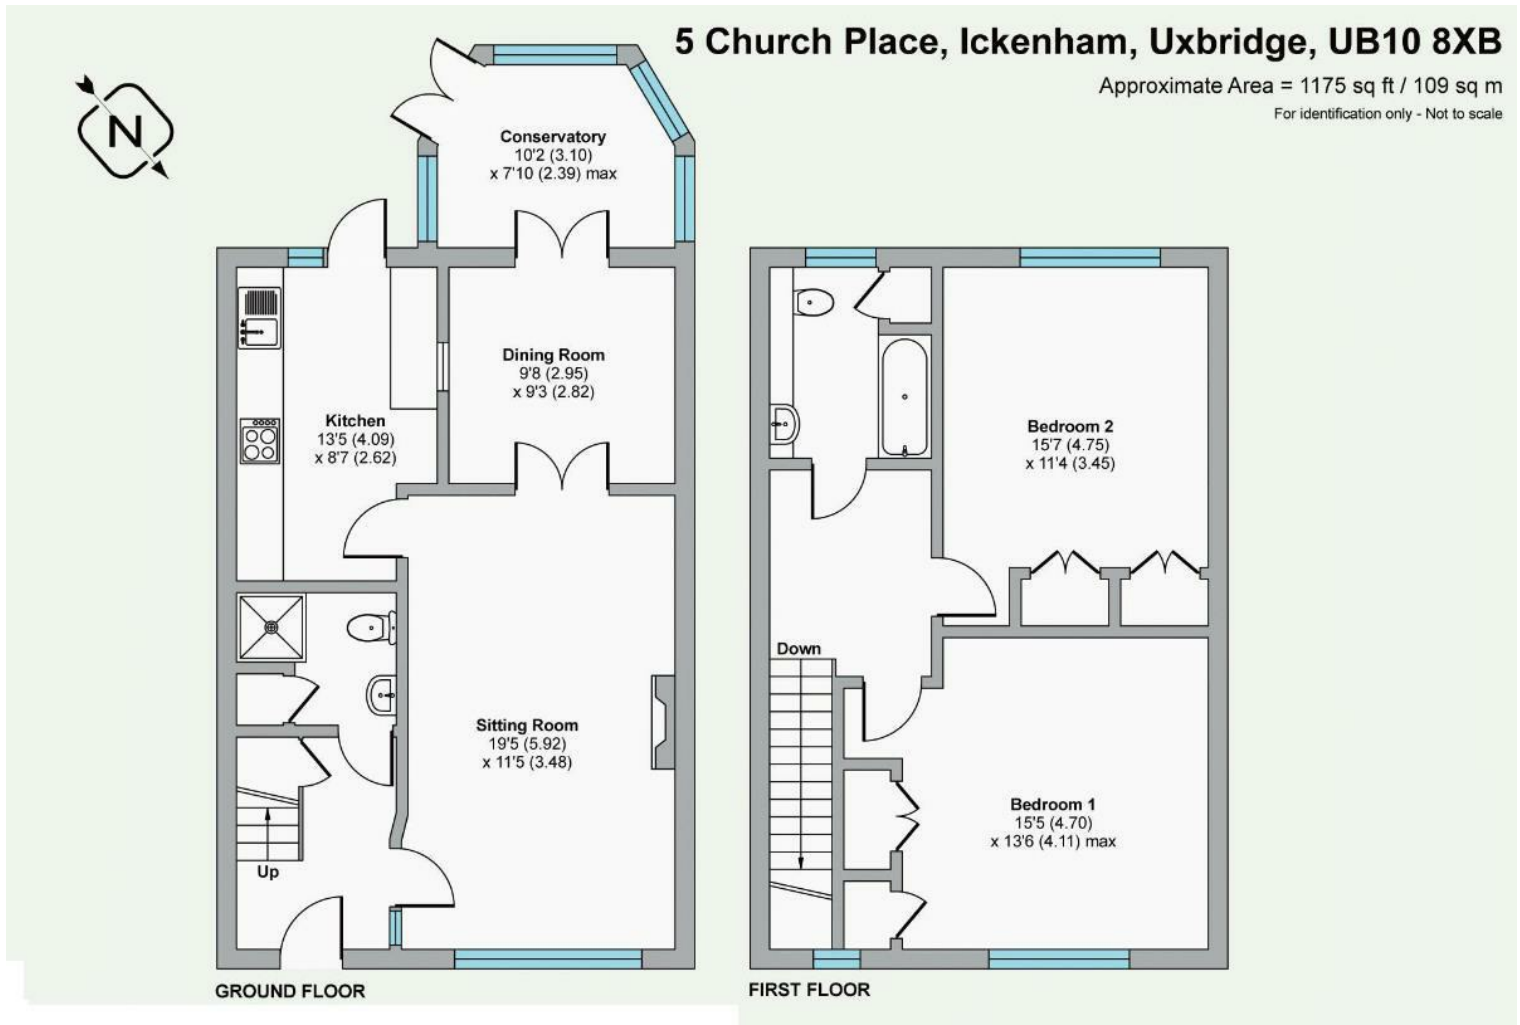 5 Church Place, Ickenham, Uxbridge, UB10 8XB
Approximate Area = 1175 sq ft / 109 sq m
For identification only - Not to scale
N
Conservatory
10'2 (3.10)
x 7'10 (2.39) max
Dining Room
9'8 (2.95)
x 9'3 (2.82)
Kitchen
13'5 (4.09)
x 8'7 (2.62)
Sitting Room
19'5 (5.92)
x 11'5 (3.48)
Up
GROUND FLOOR
Bedroom 2
15'7 (4.75)
x 11'4 (3.45)
Down
Bedroom 1
15'5 (4.70)
x 13'6 (4.11) max
FIRST FLOOR